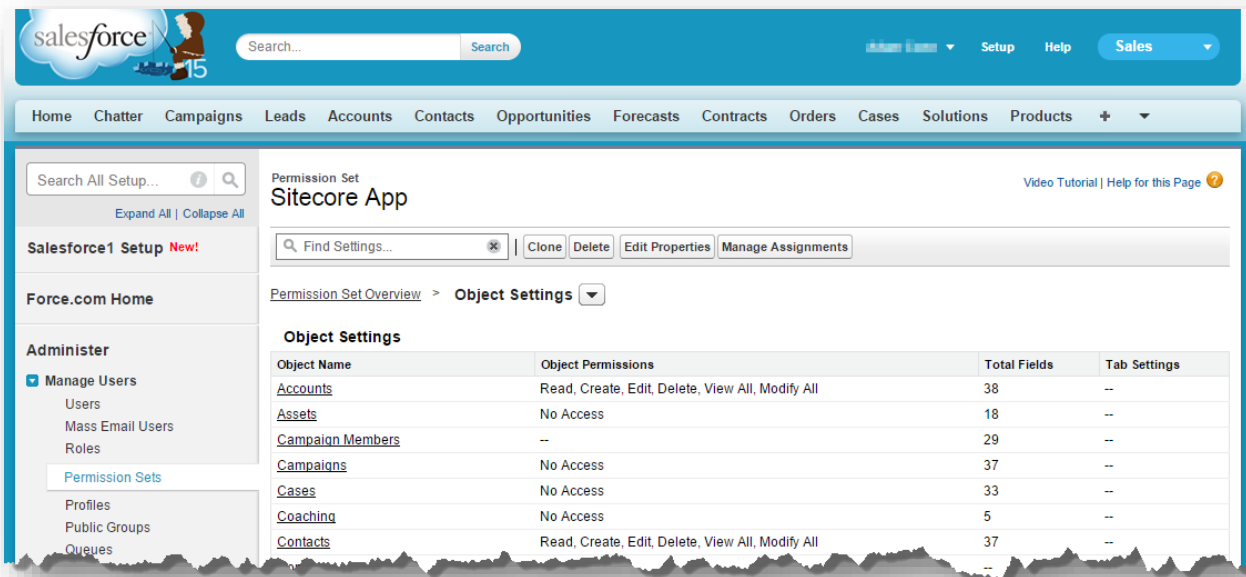 salesforce
15
Search...
Search
Setup
Help
Sales
Home Chatter Campaigns Leads Accounts Contacts Opportunities Forecasts Contracts Orders Cases Solutions Products +
Search All Setup...
Expand All | Collapse All
Salesforce1 Setup New!
Force.com Home
Administer
Manage Users
Users
Mass Email Users
Roles
Permission Sets
Profiles
Public Groups
Queues
Permission Set
Sitecore App
Video Tutorial | Help for this Page ?
Find Settings... | Clone Delete Edit Properties Manage Assignments
Permission Set Overview > Object Settings
Object Settings
Object Name Object Permissions Total Fields Tab Settings
Accounts Read, Create, Edit, Delete, View All, Modify All 38 --
Assets No Access 18 --
Campaign Members -- 29 --
Campaigns No Access 37 --
Cases No Access 33 --
Coaching No Access 5 --
Contacts Read, Create, Edit, Delete, View All, Modify All 37 --
--